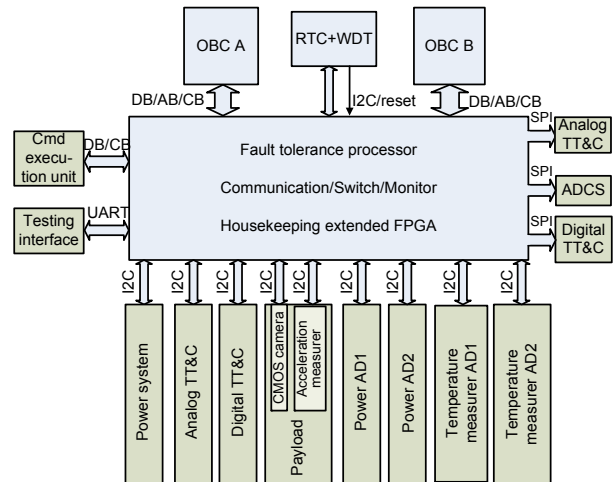 OBC A
RTC+WDT
OBC B
DB/AB/CB
I2C/reset
DB/AB/CB
Cmd
execu-
tion unit
DB/CB
Fault tolerance processor
Communication/Switch/Monitor
Housekeeping extended FPGA
SPI
Analog
TT&C
SPI
ADCS
Testing
interface
UART
SPI
Digital
TT&C
I2C
I2C
I2C
I2C
I2C
I2C
I2C
I2C
I2C
Power system
Analog TT&C
Digital TT&C
CMOS camera
Acceleration
measurer
Payload
Power AD1
Power AD2
Temperature
measurer AD1
Temperature
measurer AD2